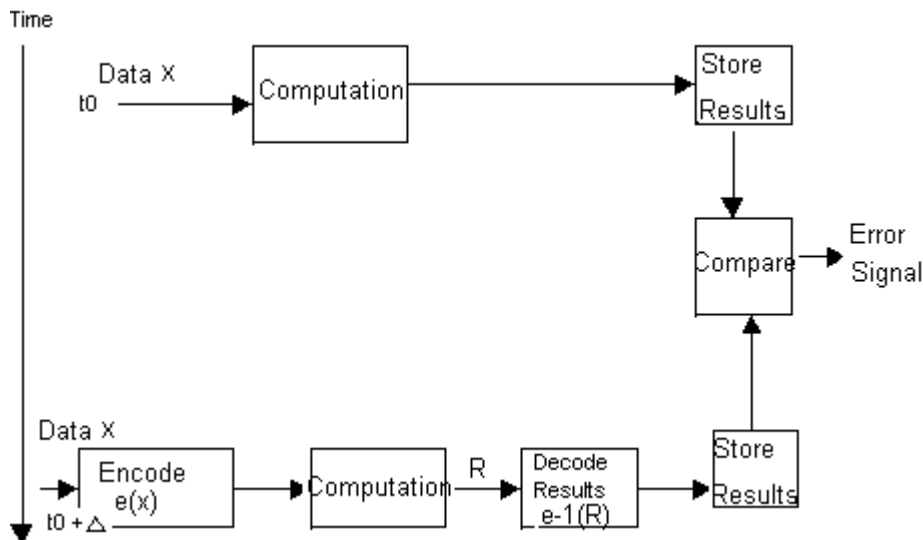 Time
Data X
t0
Computation
Store
Results
Compare
Error
Signal
Data X
Encode
e(x)
t0 + △
Computation
R
Decode
Results
e-1(R)
Store
Results